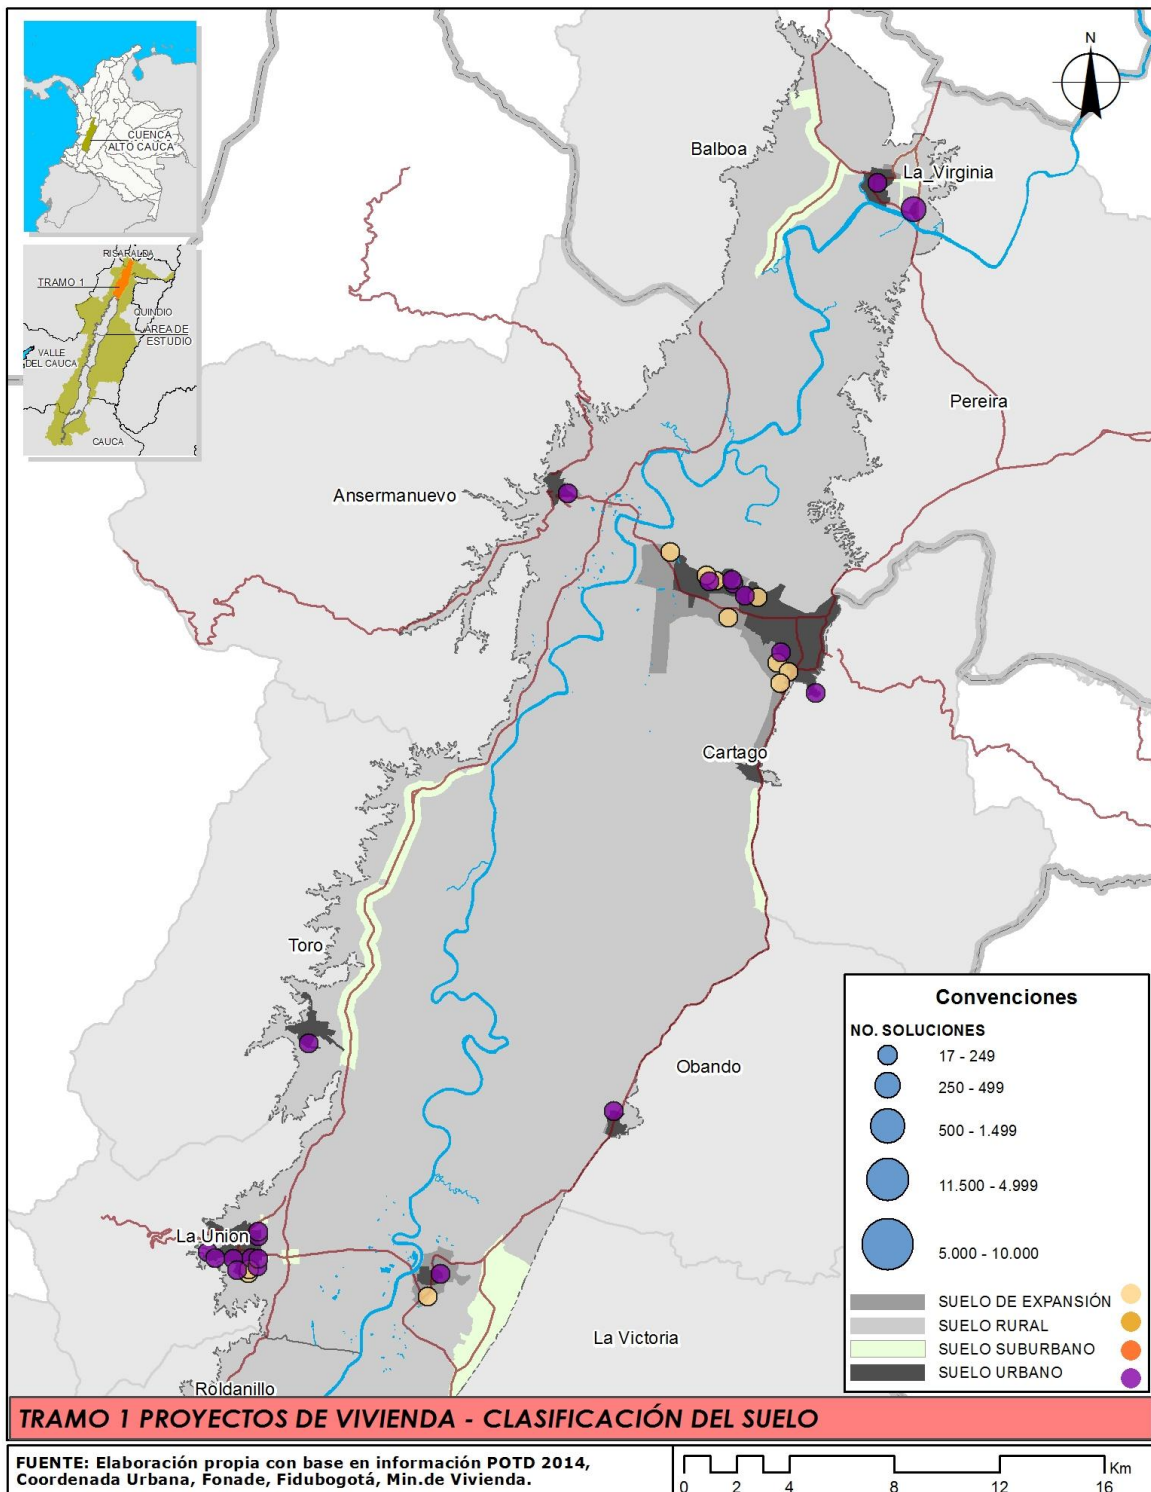 CUENCA
ALTO CAUCA
RISARALDA
TRAMO 1
QUINDIO
AREA DE
ESTUDIO
VALLE
DEL CAUCA
CAUCA
N
Balboa
La_Virginia
Pereira
Ansermanuevo
Cartago
Toro
Obando
La Union
La Victoria
Roldanillo
Convenciones
NO. SOLUCIONES
17 - 249
250 - 499
500 - 1.499
11.500 - 4.999
5.000 - 10.000
SUELO DE EXPANSIÓN
SUELO RURAL
SUELO SUBURBANO
SUELO URBANO
TRAMO 1 PROYECTOS DE VIVIENDA - CLASIFICACIÓN DEL SUELO
FUENTE: Elaboración propia con base en información POTD 2014,
Coordenada Urbana, Fonade, Fidubogotá, Min.de Vivienda.
Km
0 2 4 8 12 16